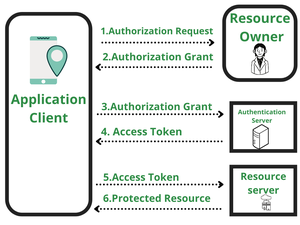 Application
Client
1.Authorization Request
2.Authorization Grant
Resource
Owner
3.Authorization Grant
4. Access Token
Authentication
Server
5.Access Token
6.Protected Resource
Resource
server